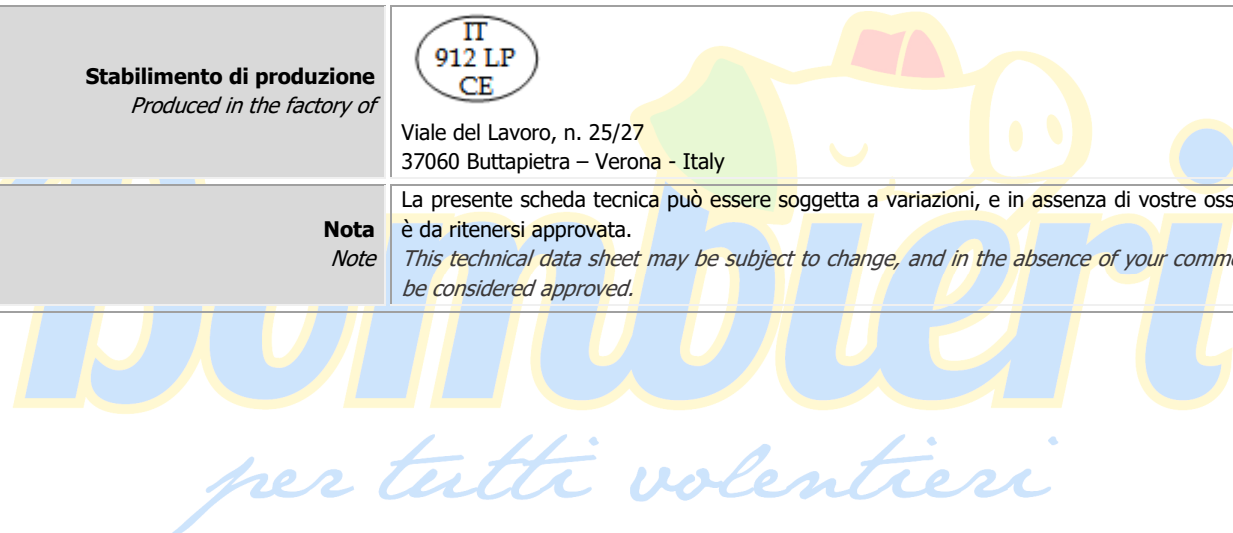 IT
912 LP
CE
Stabilimento di produzione
Produced in the factory of
Viale del Lavoro, n. 25/27
37060 Buttapietra – Verona - Italy
La presente scheda tecnica può essere soggetta a variazioni, e in assenza di vostre
Nota è da ritenersi approvata.
Note This technical data sheet may be subject to change, and in the absence of your
be considered approved.
per tutti volentieri